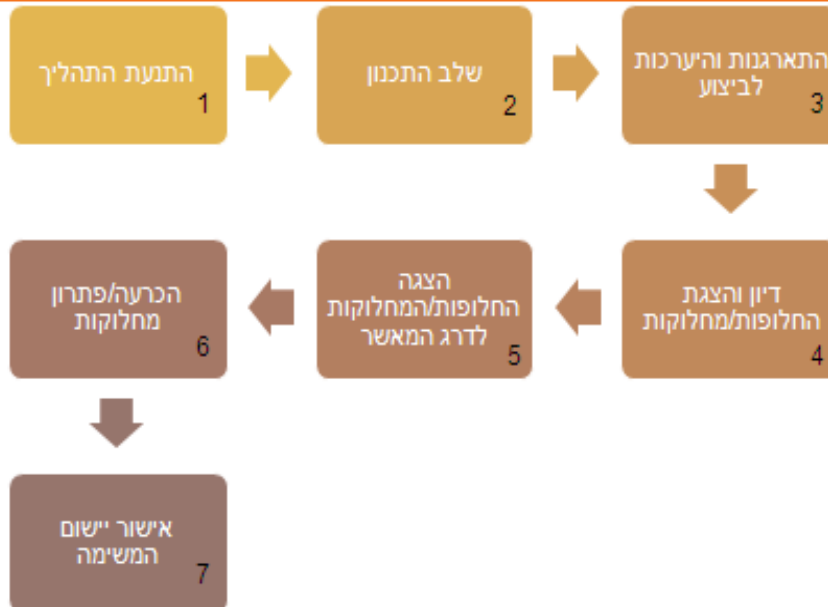 התנעת התהליך
1
שלב התכנון
2
התארגנות והיערכות
לביצוע
3
דיון והצגת
החלופות/מחלוקות
4
הצגה
החלופות/המחלוקות
לדרג המאשר
5
הכרעה/פתרון
מחלוקות
6
אישור יישום
המשימה
7